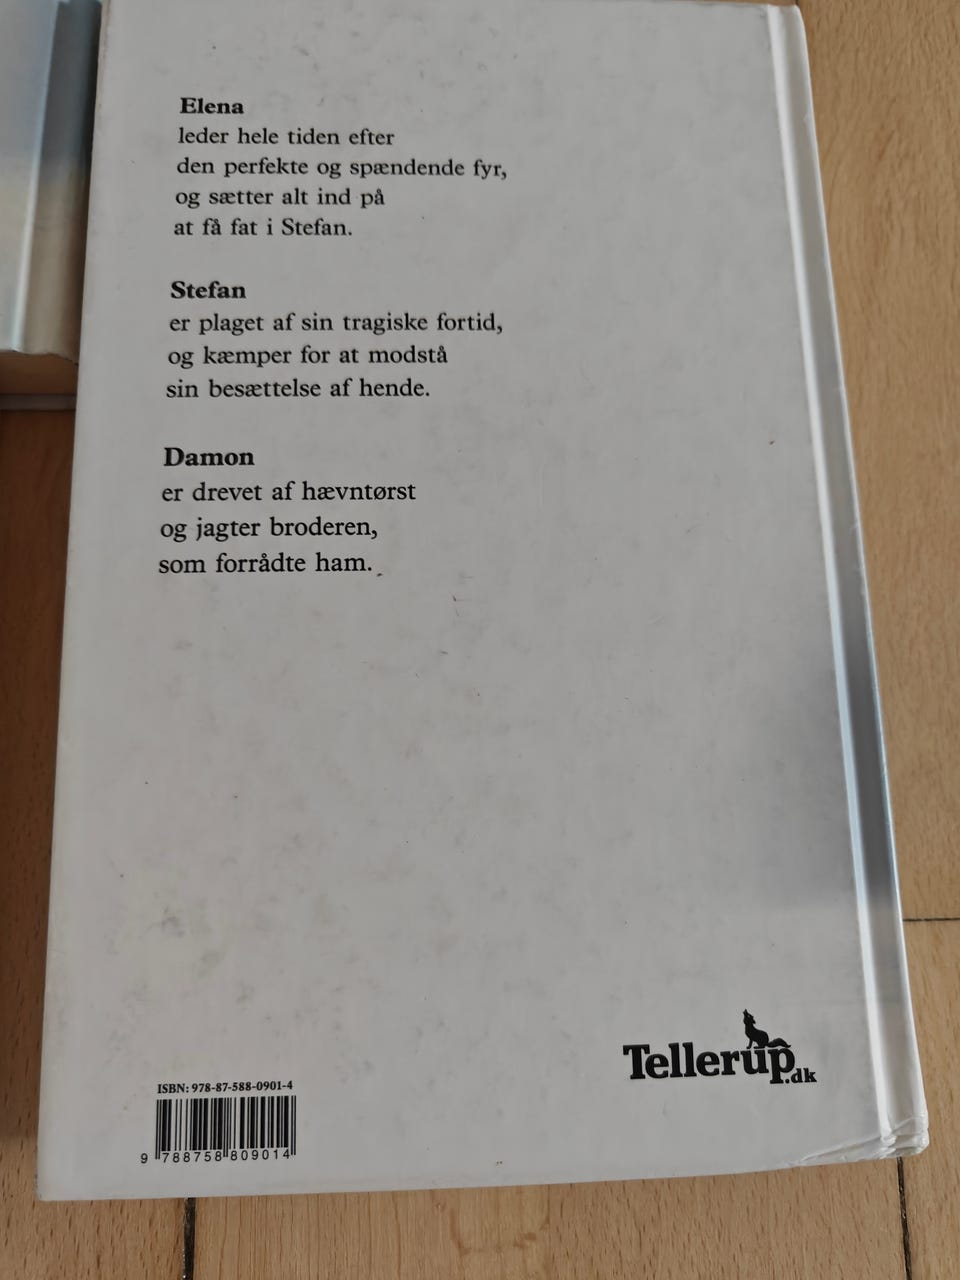 Elena
leder hele tiden efter
den perfekte og spændende fyr,
og sætter alt ind på
at få fat i Stefan.
Stefan
er plaget af sin tragiske fortid,
og kæmper for at modstå
sin besættelse af hende.
Damon
er drevet af hævntørst
og jagter broderen,
som forrådte ham.
Tellerup.dk
ISBN: 978-87-588-0901-4
9 788758 809014